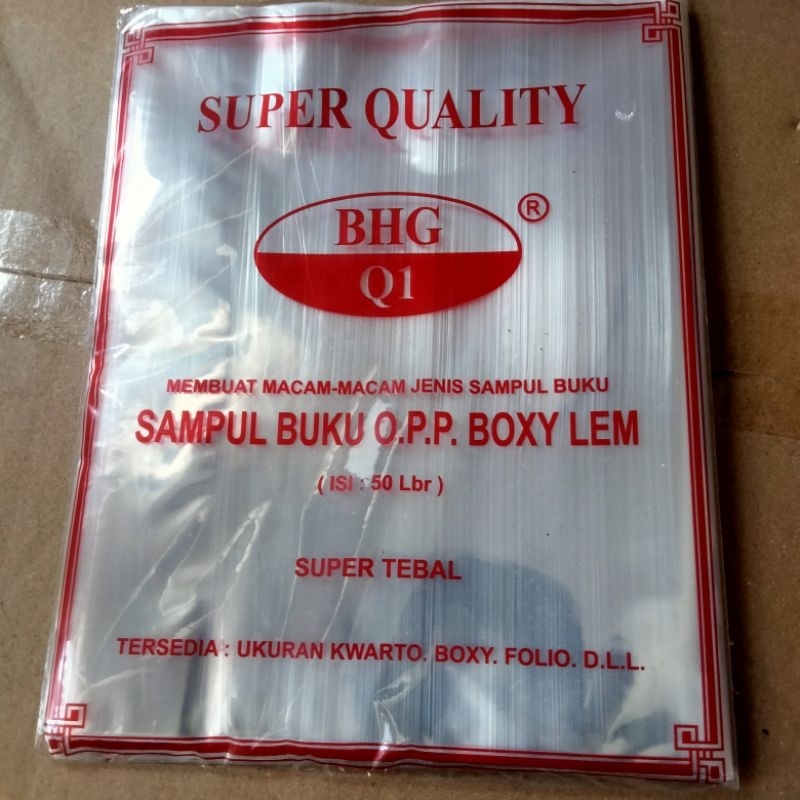 SUPER QUALITY
BHG ®
Q1
MEMBUAT MACAM-MACAM JENIS SAMPUL BUKU
SAMPUL BUKU O.P.P. BOXY LEM
( ISI : 50 Lbr )
SUPER TEBAL
TERSEDIA : UKURAN KWARTO. BOXY. FOLIO. D.L.L.